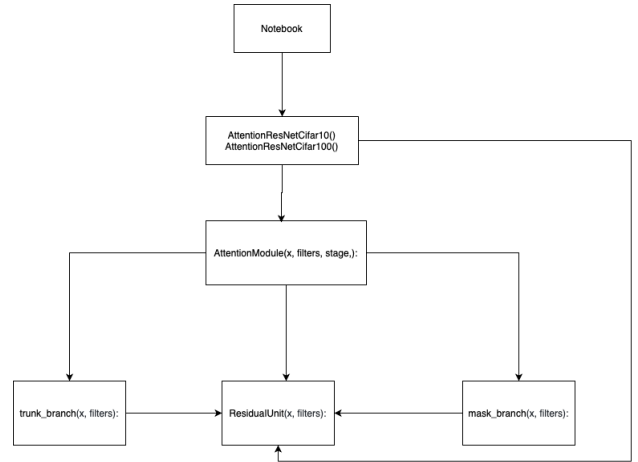 Notebook
AttentionResNetCifar10()
AttentionResNetCifar100()
AttentionModule(x, filters, stage,):
trunk_branch(x, filters):
ResidualUnit(x, filters):
mask_branch(x, filters):